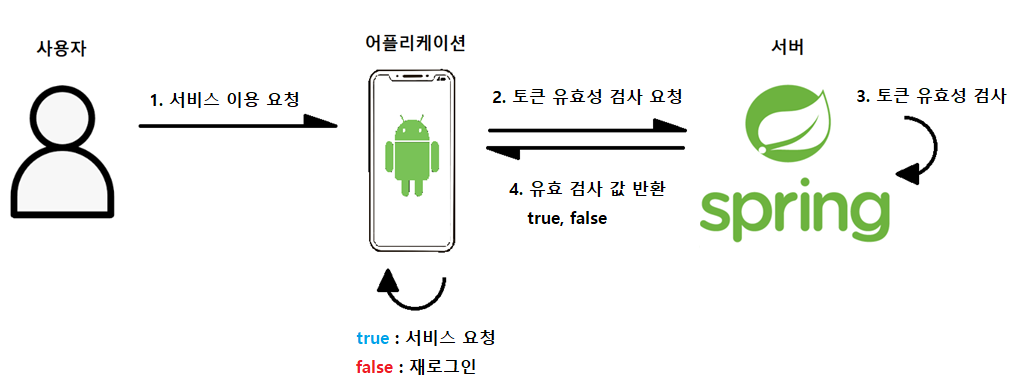 사용자
어플리케이션
서버
1. 서비스 이용 요청
2. 토큰 유효성 검사 요청
3. 토큰 유효성 검사
4. 유효 검사 값 반환
true, false
spring
true : 서비스 요청
false : 재로그인